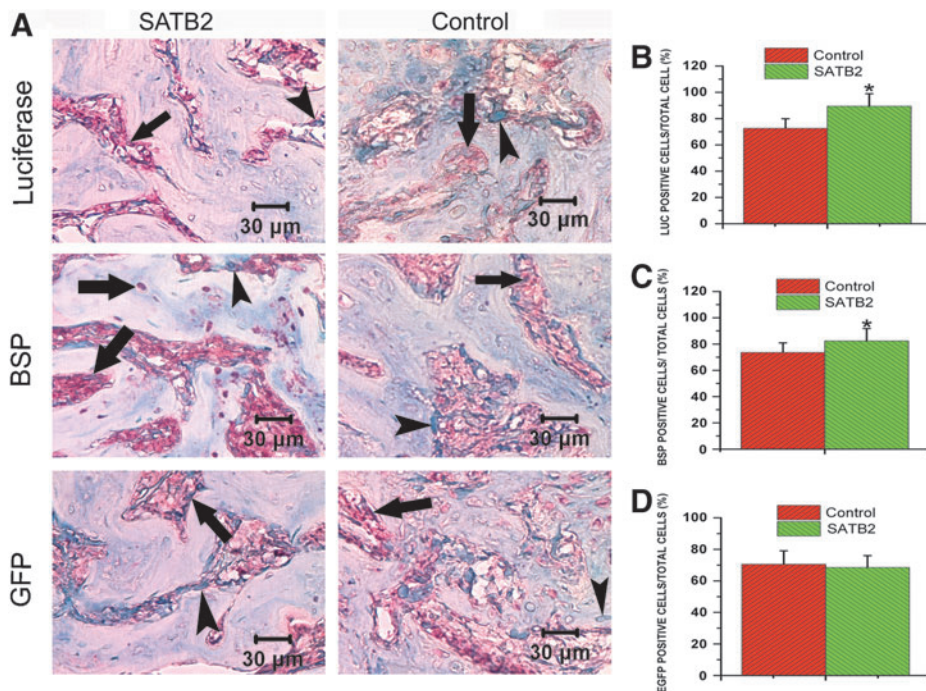 A
SATB2
Control
Luciferase
30 µm
30 µm
BSP
30 µm
30 µm
GFP
30 µm
30 µm
B
Control
SATB2
LUC POSITIVE CELLS/TOTAL CELL (%)
120
100
80
60
40
20
0
*
C
Control
SATB2
BSP POSITIVE CELLS/ TOTAL CELLS (%)
120
100
80
60
40
20
0
*
D
Control
SATB2
EGFP POSITIVE CELLS/TOTAL CELLS (%)
100
80
60
40
20
0